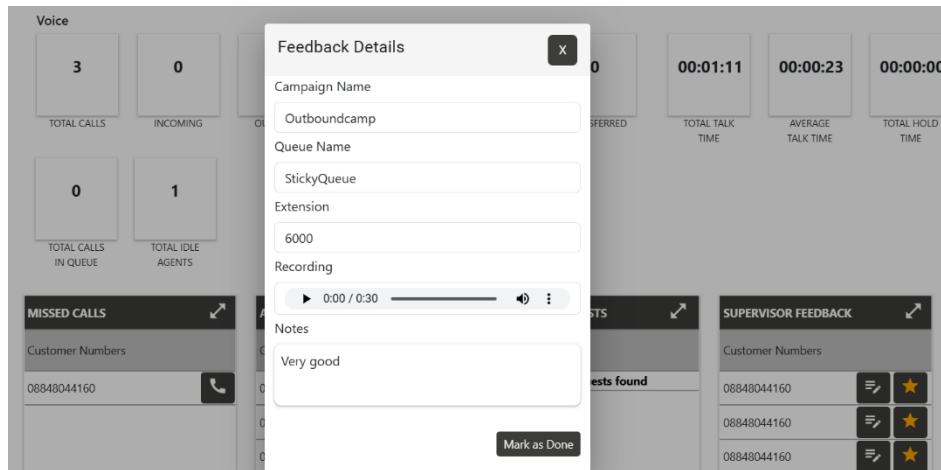 Voice
3
0
0
00:01:11
00:00:23
00:00:00
TOTAL CALLS
INCOMING
TOTAL TALK
TIME
AVERAGE
TALK TIME
TOTAL HOLD
TIME
0
1
TOTAL CALLS
IN QUEUE
TOTAL IDLE
AGENTS
Feedback Details
X
Campaign Name
Outboundcamp
Queue Name
StickyQueue
Extension
6000
Recording
0:00 / 0:30
Notes
Very good
Mark as Done
MISSED CALLS
Customer Numbers
08848044160
ests found
SUPERVISOR FEEDBACK
Customer Numbers
08848044160
08848044160
08848044160